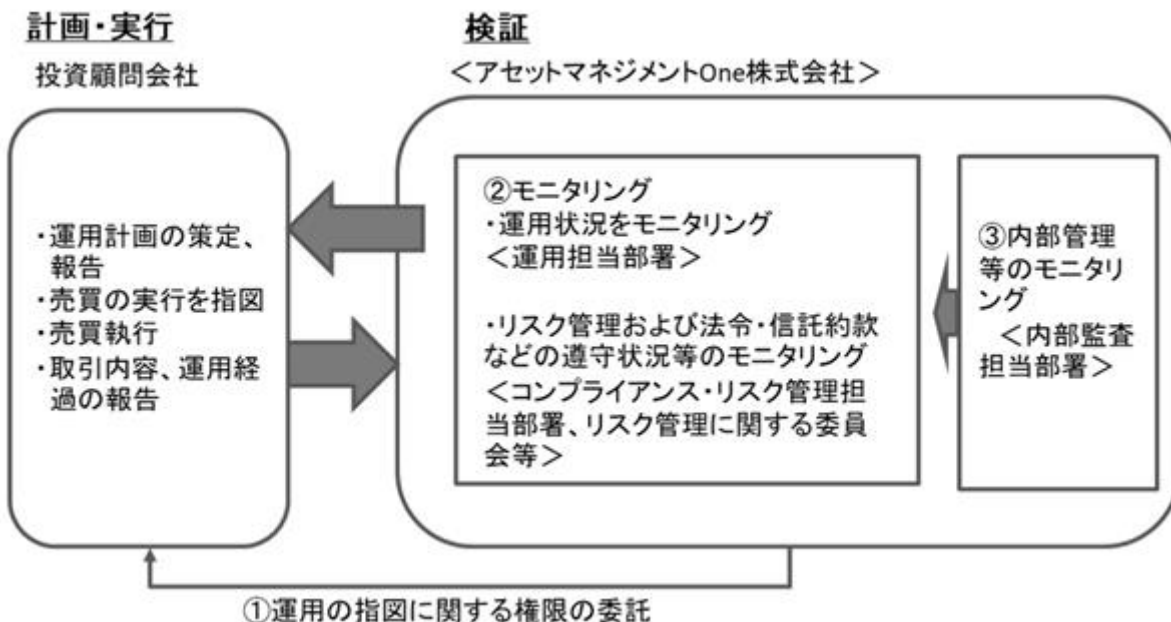 計画・実行
投資顧問会社
・運用計画の策定、
報告
・売買の実行を指図
・売買執行
・取引内容、運用経
過の報告
検証
＜アセットマネジメントOne株式会社＞
②モニタリング
・運用状況をモニタリング
＜運用担当部署＞
・リスク管理および法令・信託約款
などの遵守状況等のモニタリング
＜コンプライアンス・リスク管理担
当部署、リスク管理に関する委員
会等＞
③内部管理
等のモニタリ
ング
＜内部監査
担当部署＞
①運用の指図に関する権限の委託